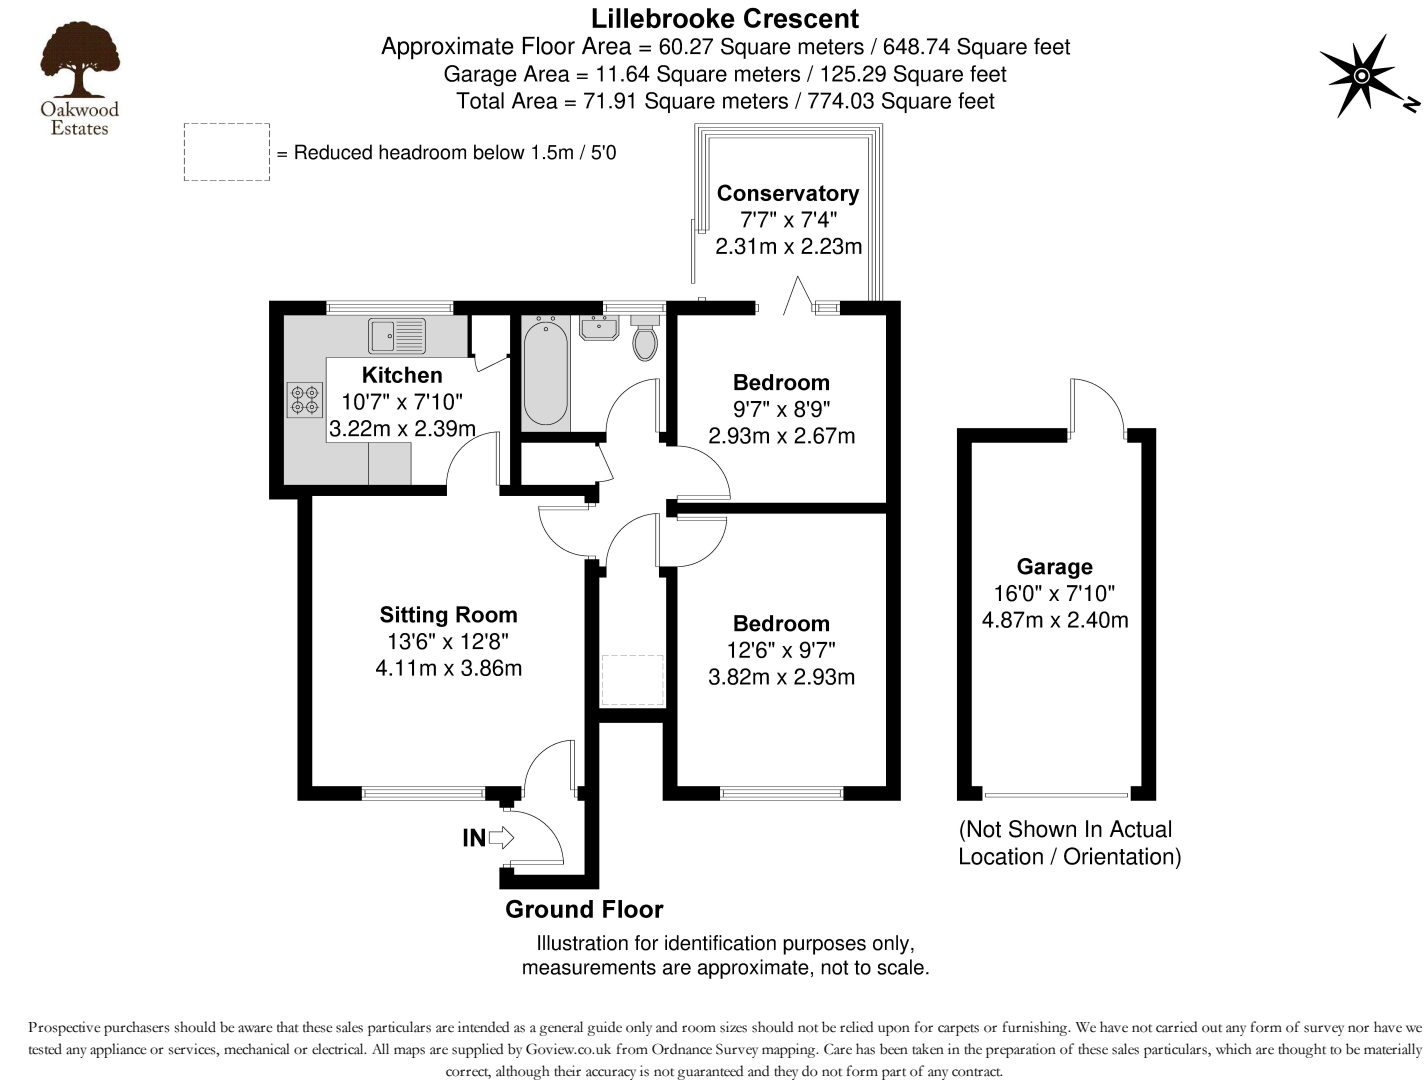 Lillebrooke Crescent
Approximate Floor Area = 60.27 Square meters / 648.74 Square feet
Garage Area = 11.64 Square meters / 125.29 Square feet
Total Area = 71.91 Square meters / 774.03 Square feet
Oakwood
Estates
N
= Reduced headroom below 1.5m / 5'0
Conservatory
7'7" x 7'4"
2.31m x 2.23m
Kitchen
10'7" x 7'10"
3.22m x 2.39m
Bedroom
9'7" x 8'9"
2.93m x 2.67m
Sitting Room
13'6" x 12'8"
4.11m x 3.86m
Bedroom
12'6" x 9'7"
3.82m x 2.93m
Garage
16'0" x 7'10"
4.87m x 2.40m
(Not Shown In Actual
Location / Orientation)
IN
Ground Floor
Illustration for identification purposes only,
measurements are approximate, not to scale.
Prospective purchasers should be aware that these sales particulars are intended as a general guide only and room sizes should not be relied upon for carpets or furnishing. We have not carried out any form of survey nor have we
tested any appliance or services, mechanical or electrical. All maps are supplied by Goview.co.uk from Ordnance Survey mapping. Care has been taken in the preparation of these sales particulars, which are thought to be materially
correct, although their accuracy is not guaranteed and they do not form part of any contract.